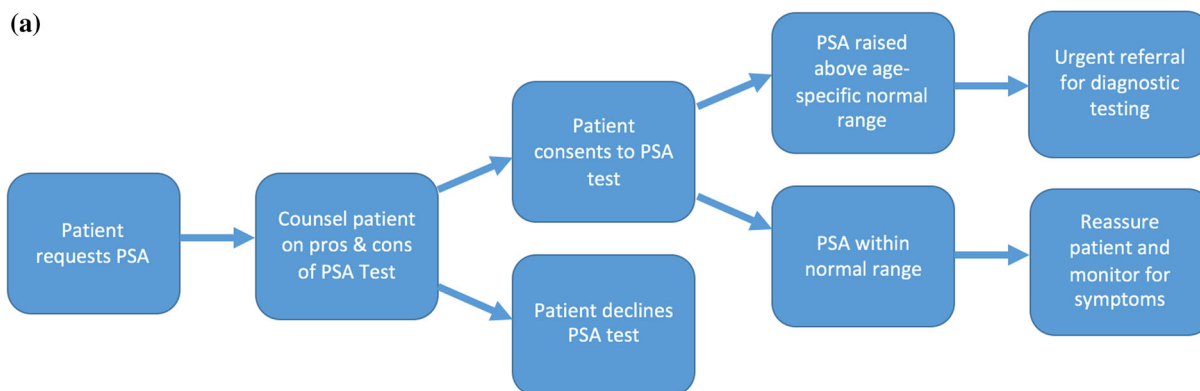 (a)
Patient
requests PSA
Counsel patient
on pros & cons
of PSA Test
Patient
consents to PSA
test
Patient declines
PSA test
PSA raised
above age-
specific normal
range
Urgent referral
for diagnostic
testing
PSA within
normal range
Reassure
patient and
monitor for
symptoms